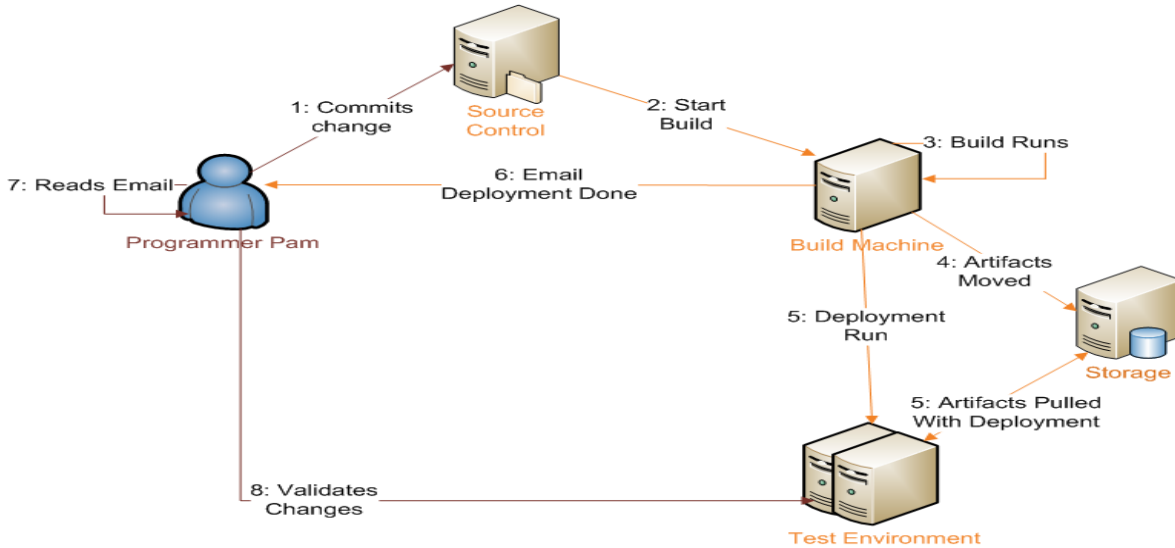 1: Commits
change
Source
Control
2: Start
Build
3: Build Runs
7: Reads Email
6: Email
Deployment Done
Programmer Pam
Build Machine
4: Artifacts
Moved
5: Deployment
Run
Storage
5: Artifacts Pulled
With Deployment
8: Validates
Changes
Test Environment